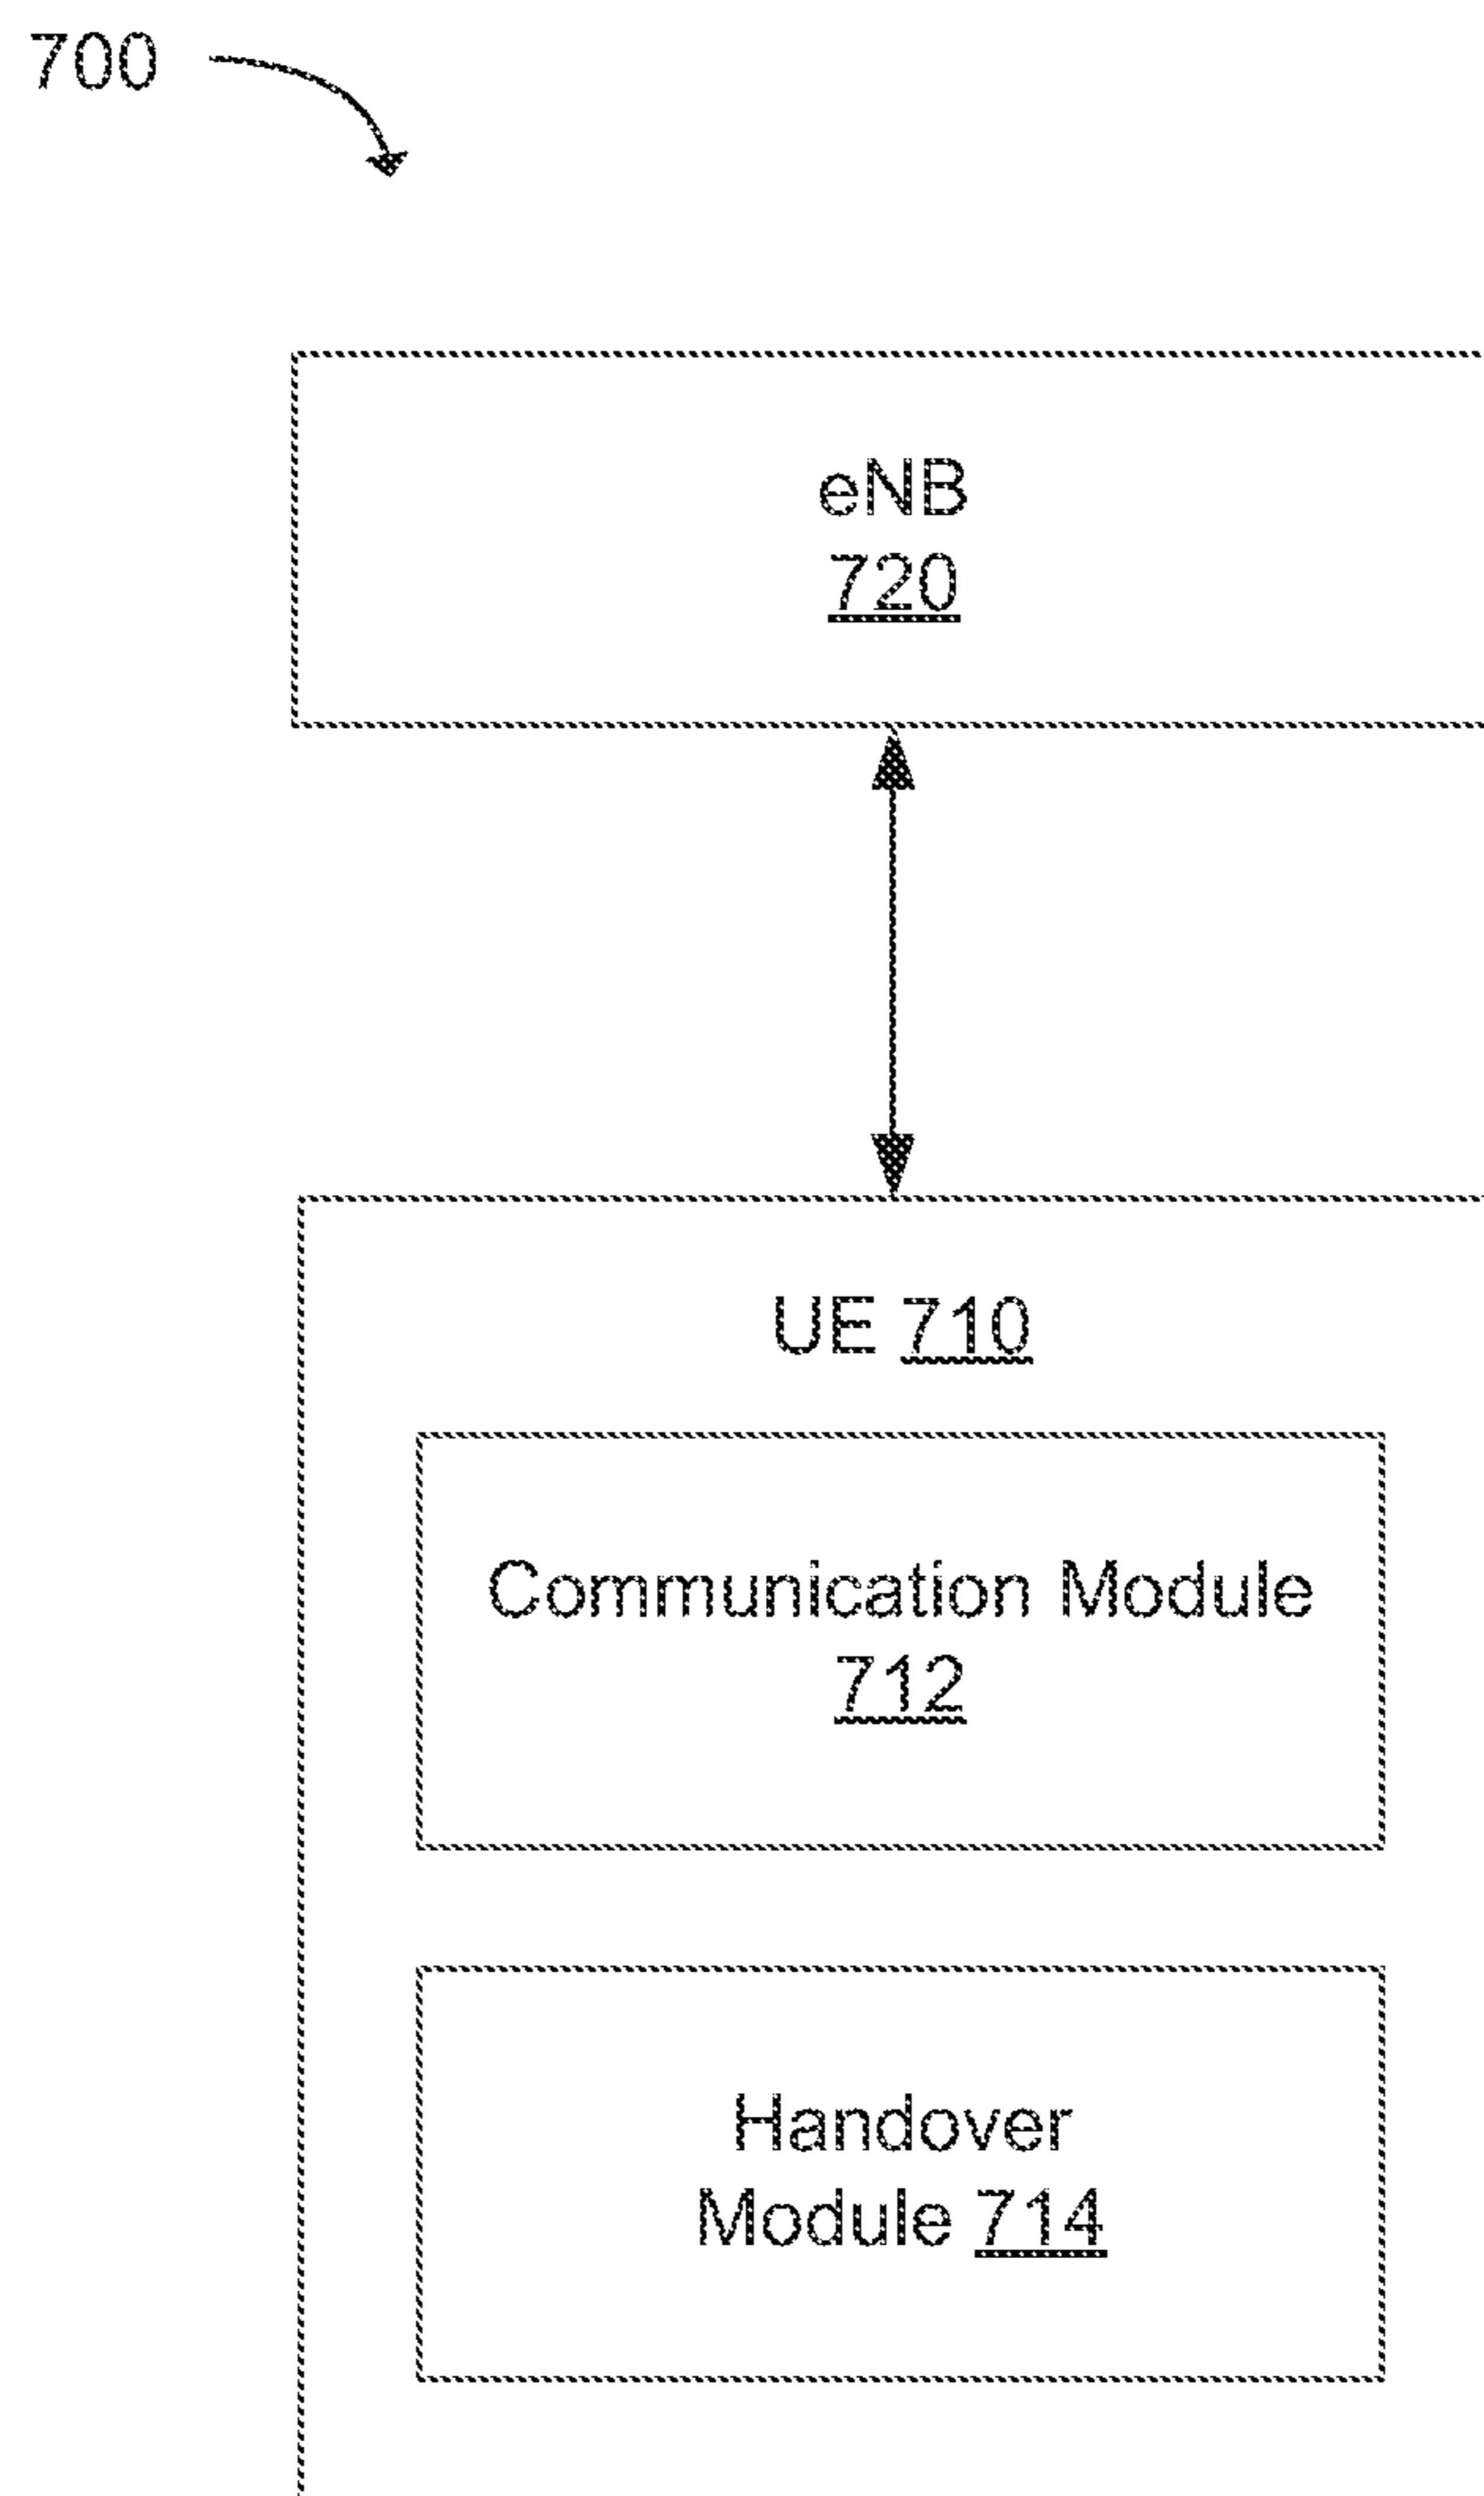 700
eNB
720
UE 710
Communication Module
712
Handover
Module 714